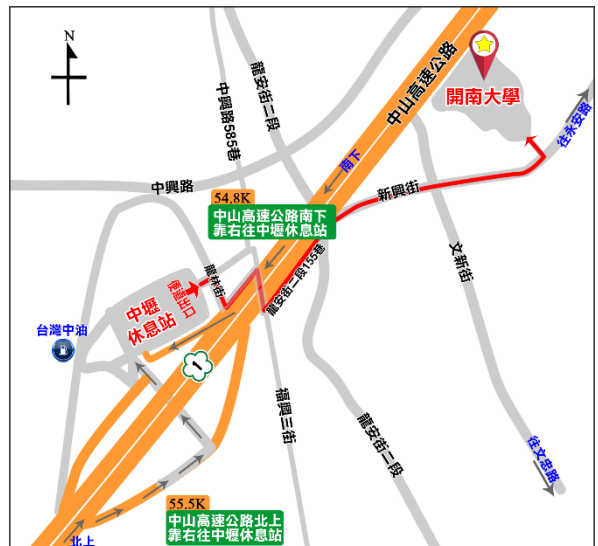 N
中山高速公路
開南大學
往永安路
龍安街二段
中興路585巷
南下
中興路
新興街
54.8K
中山高速公路南下
靠右往中壢休息站
文新街
龍安街二段155巷
龍林街
便道出口
中壢
休息站
台灣中油
1
福興三街
龍安街二段
往文忠路
55.5K
中山高速公路北上
靠右往中壢休息站
北上